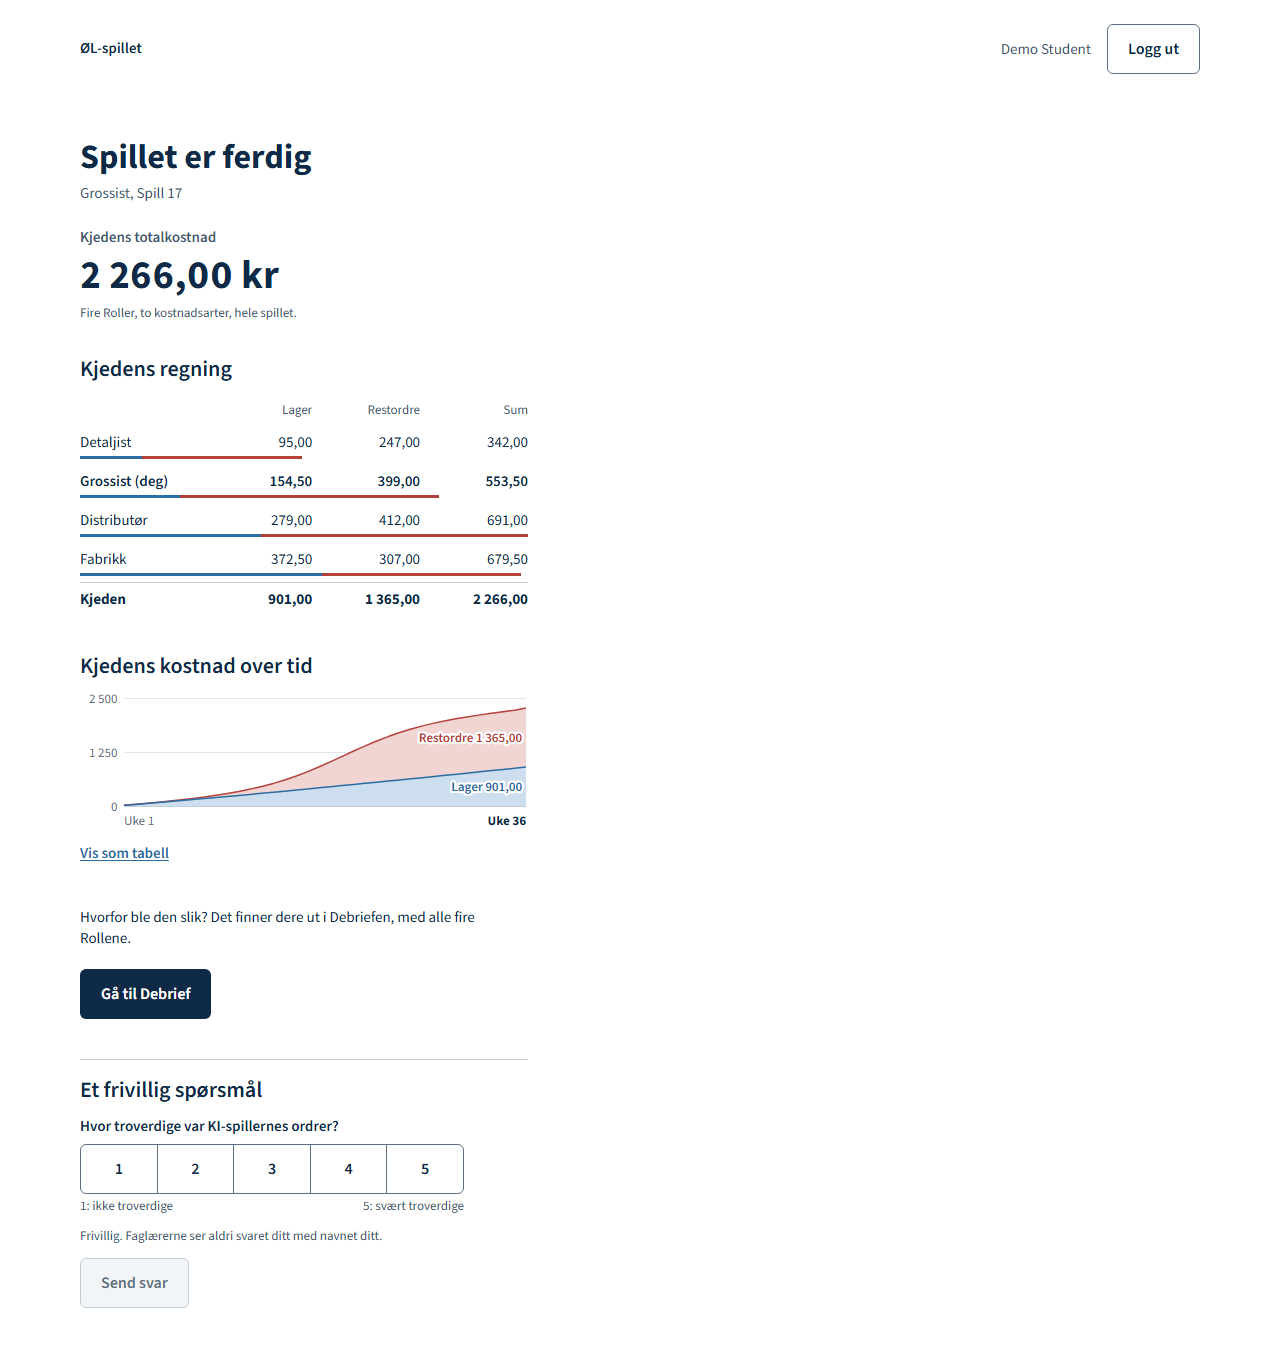 ØL-spillet
Demo Student
Logg ut
Spillet er ferdig
Grossist, Spill 17
Kjedens totalkostnad
2 266,00 kr
Fire Roller, to kostnadsarter, hele spillet.
Kjedens regning
Lager Restordre Sum
Detaljist 95,00 247,00 342,00
Grossist (deg) 154,50 399,00 553,50
Distributør 279,00 412,00 691,00
Fabrikk 372,50 307,00 679,50
Kjeden 901,00 1 365,00 2 266,00
Kjedens kostnad over tid
2 500
Restordre 1 365,00
1 250
Lager 901,00
0
Uke 1 Uke 36
Vis som tabell
Hvorfor ble den slik? Det finner dere ut i Debriefen, med alle fire
Rollene.
Gå til Debrief
Et frivillig spørsmål
Hvor troverdige var KI-spillernes ordrer?
1 2 3 4 5
1: ikke troverdige 5: svært troverdige
Frivillig. Faglærerne ser aldri svaret ditt med navnet ditt.
Send svar